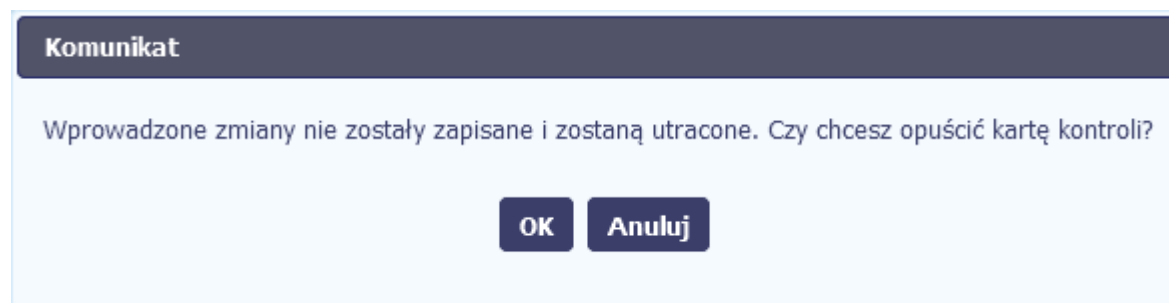 Komunikat
Wprowadzone zmiany nie zostały zapisane i zostaną utracone. Czy chcesz opuścić kartę kontroli?
OK Anuluj